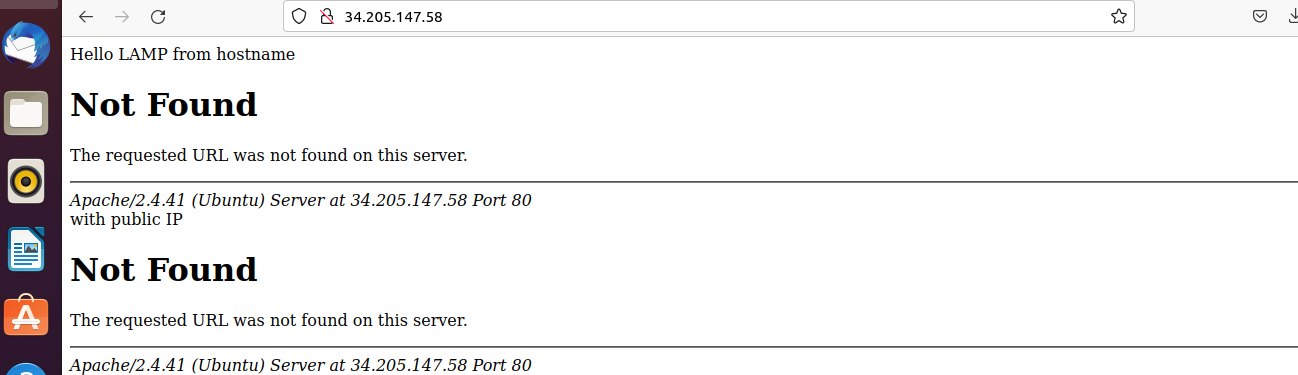 34.205.147.58
Hello LAMP from hostname
Not Found
The requested URL was not found on this server.
Apache/2.4.41 (Ubuntu) Server at 34.205.147.58 Port 80
with public IP
Not Found
The requested URL was not found on this server.
Apache/2.4.41 (Ubuntu) Server at 34.205.147.58 Port 80